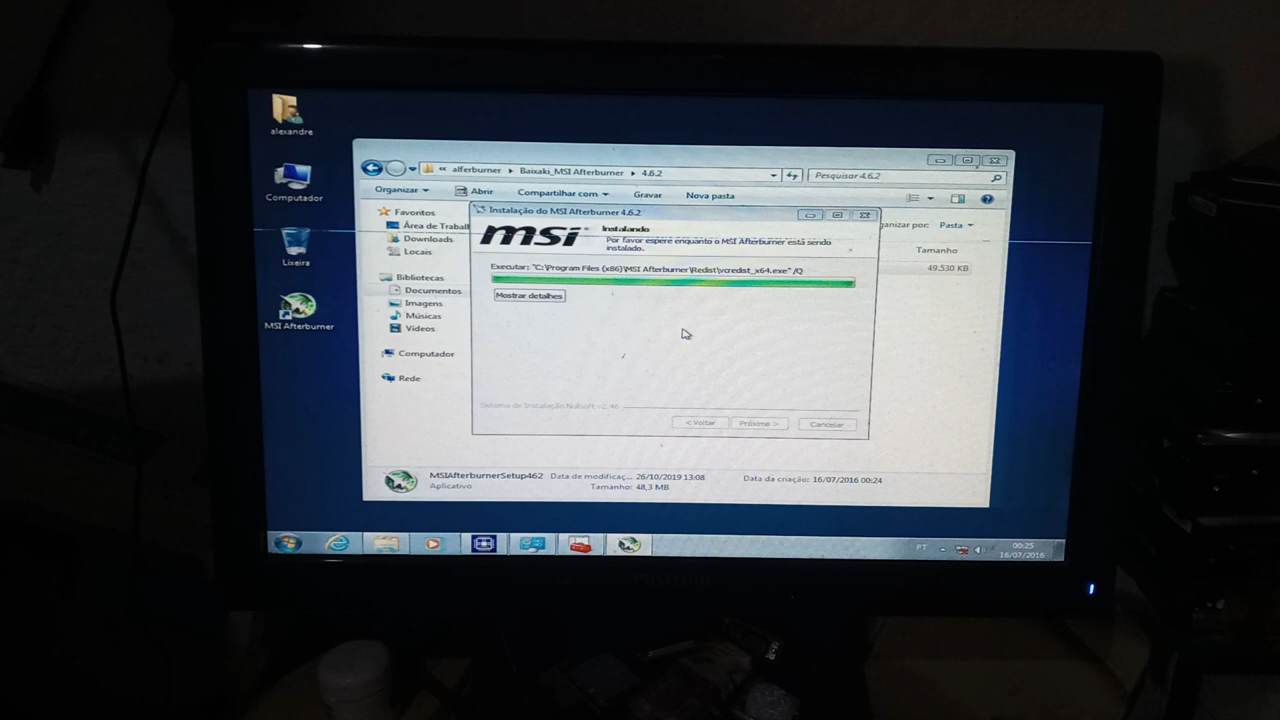 alexandre
Computador
Lixeira
MSI Afterburner
« alferburner ▸ Baixaki_MSI Afterburner ▸ 4.6.2
Pesquisar 4.6.2
Organizar
Abrir
Compartilhar com
Gravar
Nova pasta
Favoritos
Área de Trabal
Downloads
Locais
Bibliotecas
Documentos
Imagens
Músicas
Vídeos
Computador
Rede
Instalação do MSI Afterburner 4.6.2
msi
Instalando
Por favor espere enquanto o MSI Afterburner está sendo
instalado.
Executar: "C:\Program Files (x86)\MSI Afterburner\Redist\vcredist_x64.exe" /Q
Mostrar detalhes
Sistema de Instalação Nullsoft v2.46
< Voltar
Próximo >
Cancelar
ganizar por: Pasta
Tamanho
49.530 KB
MSIAfterburnerSetup462
Data de modificaç... 26/10/2019 13:08
Data da criação: 16/07/2016 00:24
Aplicativo
Tamanho: 48,3 MB
PT
00:25
16/07/2016